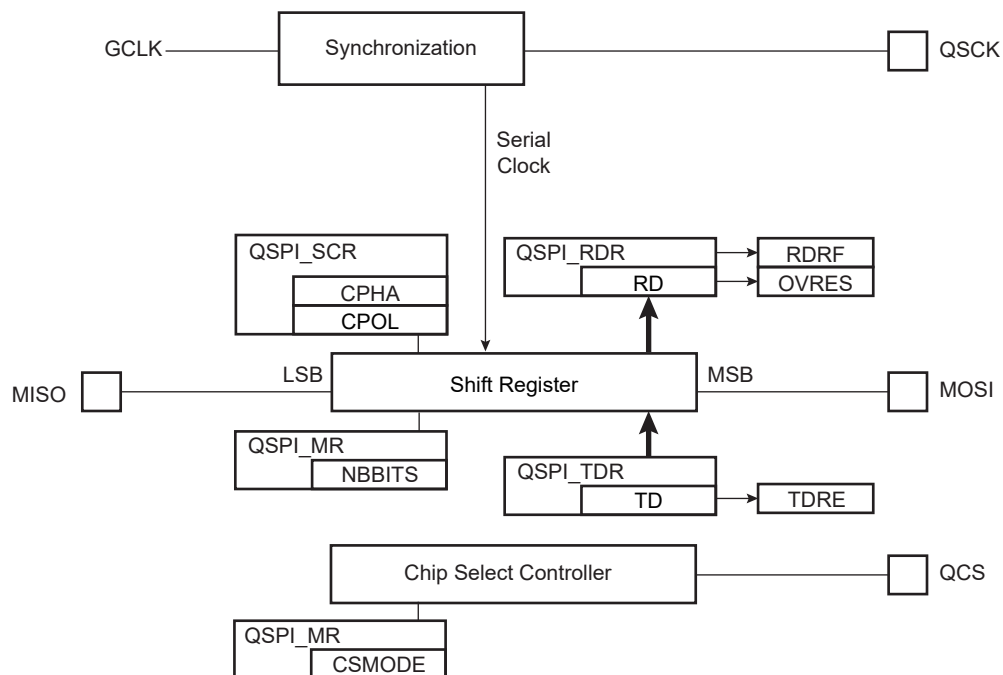 GCLK
Synchronization
QSCK
Serial
Clock
QSPI_SCR
CPHA
CPOL
QSPI_RDR
RD
RDRF
OVRES
MISO
LSB
Shift Register
MSB
MOSI
QSPI_MR
NBBITS
QSPI_TDR
TD
TDRE
Chip Select Controller
QCS
QSPI_MR
CSMODE